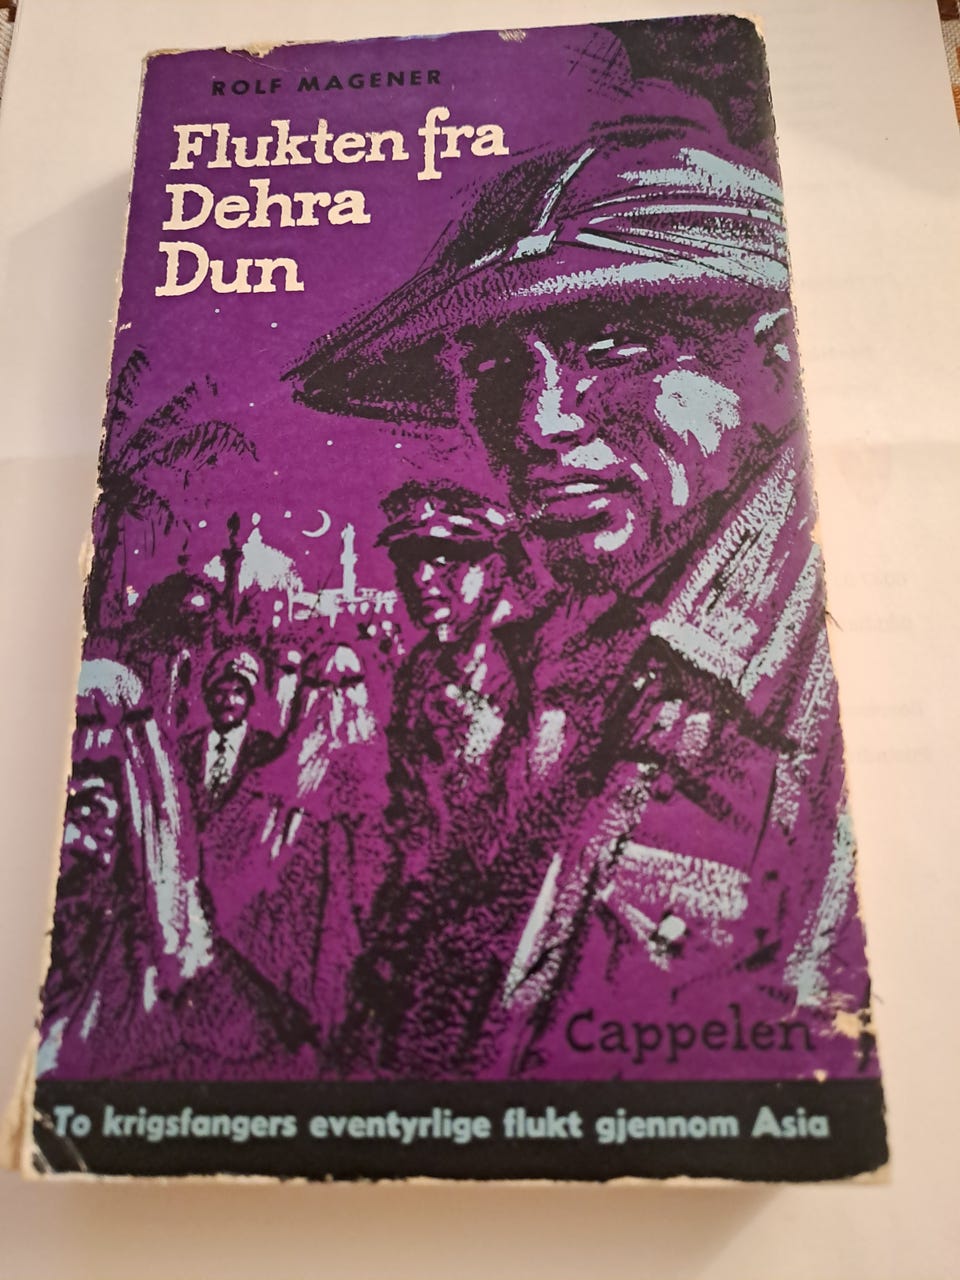 ROLF MAGENER
Flukten fra
Dehra
Dun
Cappelen
To krigsfangers eventyrlige flukt gjennom Asia